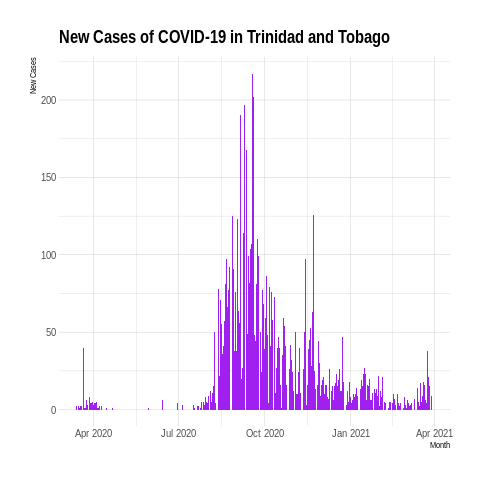 New Cases of COVID-19 in Trinidad and Tobago
New Cases
200
150
100
50
0
Apr 2020 Jul 2020 Oct 2020 Jan 2021 Apr 2021
Month